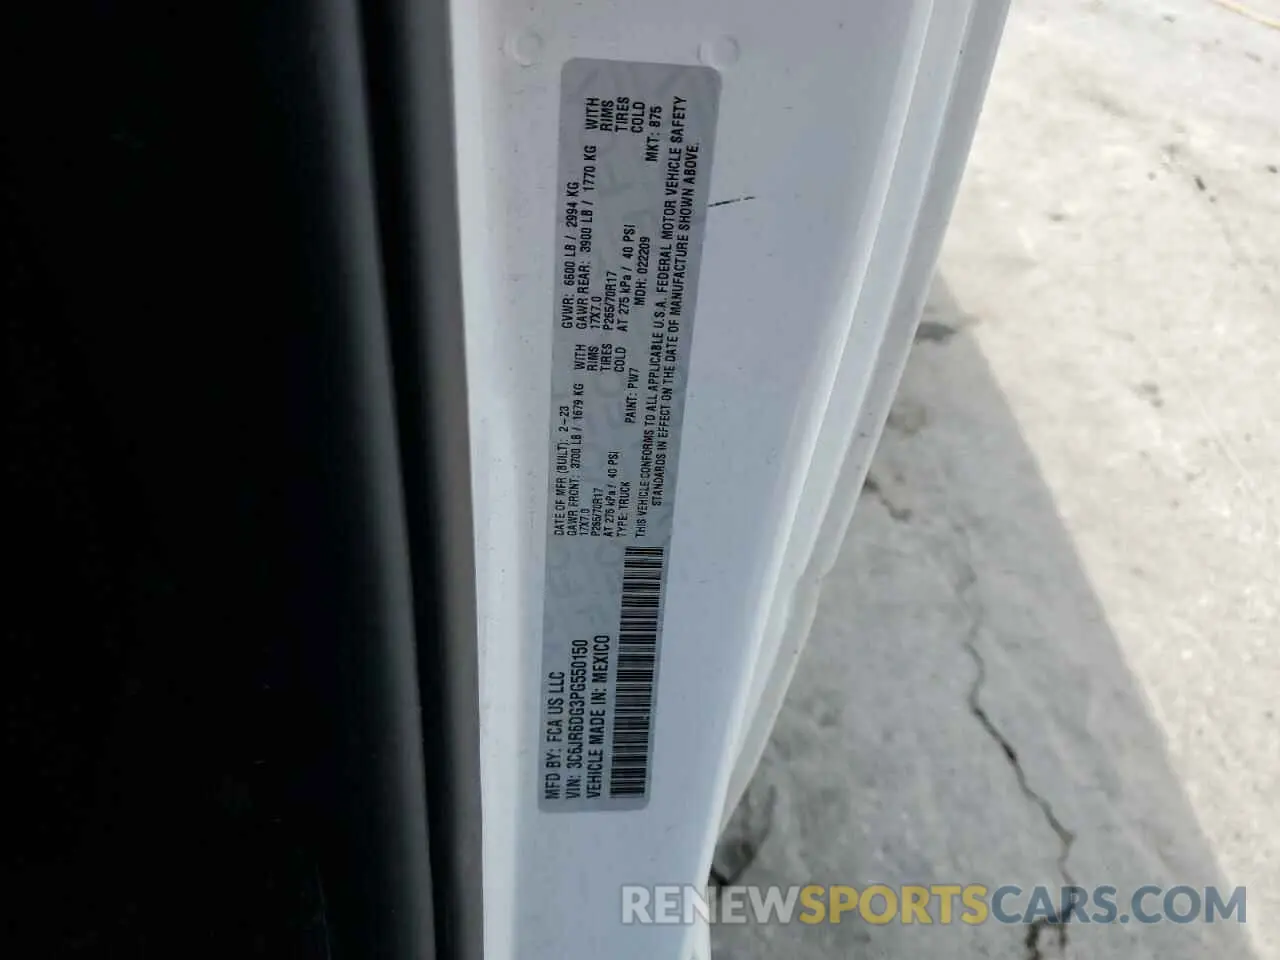 MFD BY: FCA US LLC
VIN: 3C6JR6DG3PG550150
VEHICLE MADE IN: MEXICO
DATE OF MFR (BUILT): 2-23 GVWR: 6600 LB / 2994 KG
GAWR FRONT: 3700 LB / 1679 KG WITH GAWR REAR: 3900 LB / 1770 KG WITH
17X7.0 RIMS 17X7.0 RIMS
P265/70R17 TIRES P265/70R17 TIRES
AT 275 kPa / 40 PSI COLD AT 275 kPa / 40 PSI COLD
TYPE: TRUCK PAINT: PW7 MDH: 022209 MKT: 875
THIS VEHICLE CONFORMS TO ALL APPLICABLE U.S.A. FEDERAL MOTOR VEHICLE SAFETY
STANDARDS IN EFFECT ON THE DATE OF MANUFACTURE SHOWN ABOVE.
RENEWSPORTSCARS.COM